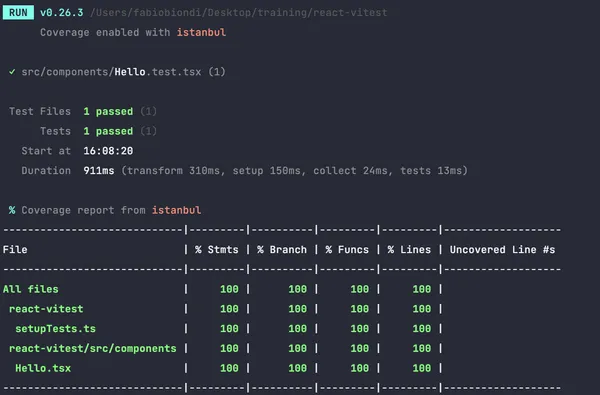 RUN v0.26.3 /Users/fabiobiondi/Desktop/training/react-vitest
Coverage enabled with istanbul
✓ src/components/Hello.test.tsx (1)
Test Files 1 passed (1)
Tests 1 passed (1)
Start at 16:08:20
Duration 911ms (transform 310ms, setup 150ms, collect 24ms, tests 13ms)
% Coverage report from istanbul
----------------------------|---------|----------|---------|---------|-------------------
File | % Stmts | % Branch | % Funcs | % Lines | Uncovered Line #s
----------------------------|---------|----------|---------|---------|-------------------
All files | 100 | 100 | 100 | 100 |
react-vitest | 100 | 100 | 100 | 100 |
setupTests.ts | 100 | 100 | 100 | 100 |
react-vitest/src/components | 100 | 100 | 100 | 100 |
Hello.tsx | 100 | 100 | 100 | 100 |
----------------------------|---------|----------|---------|---------|-------------------